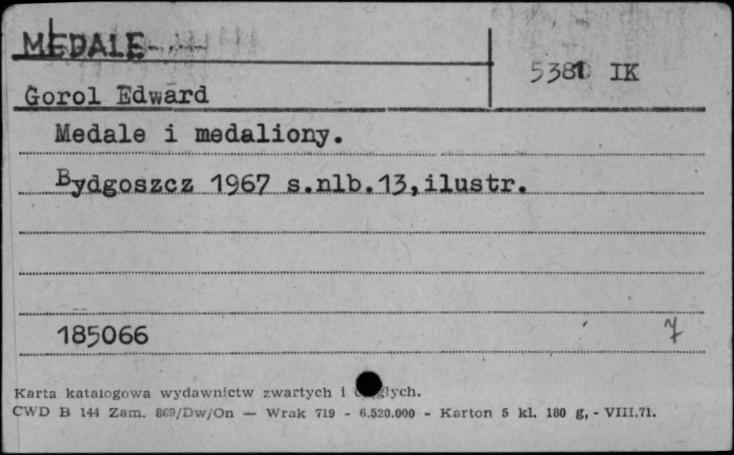 MEDALE
5381 IK
Gorol Edward
Medale i medaliony.
Bydgoszcz 1967 s.nlb.13,ilustr.
185066
7
Karta katalogowa wydawnictw zwartych i
CWD B 144 Zam. 869/Dw/On — Wrak 719 - 6.520.000 - Karton 5 kl. 180 g, - VIII.71.